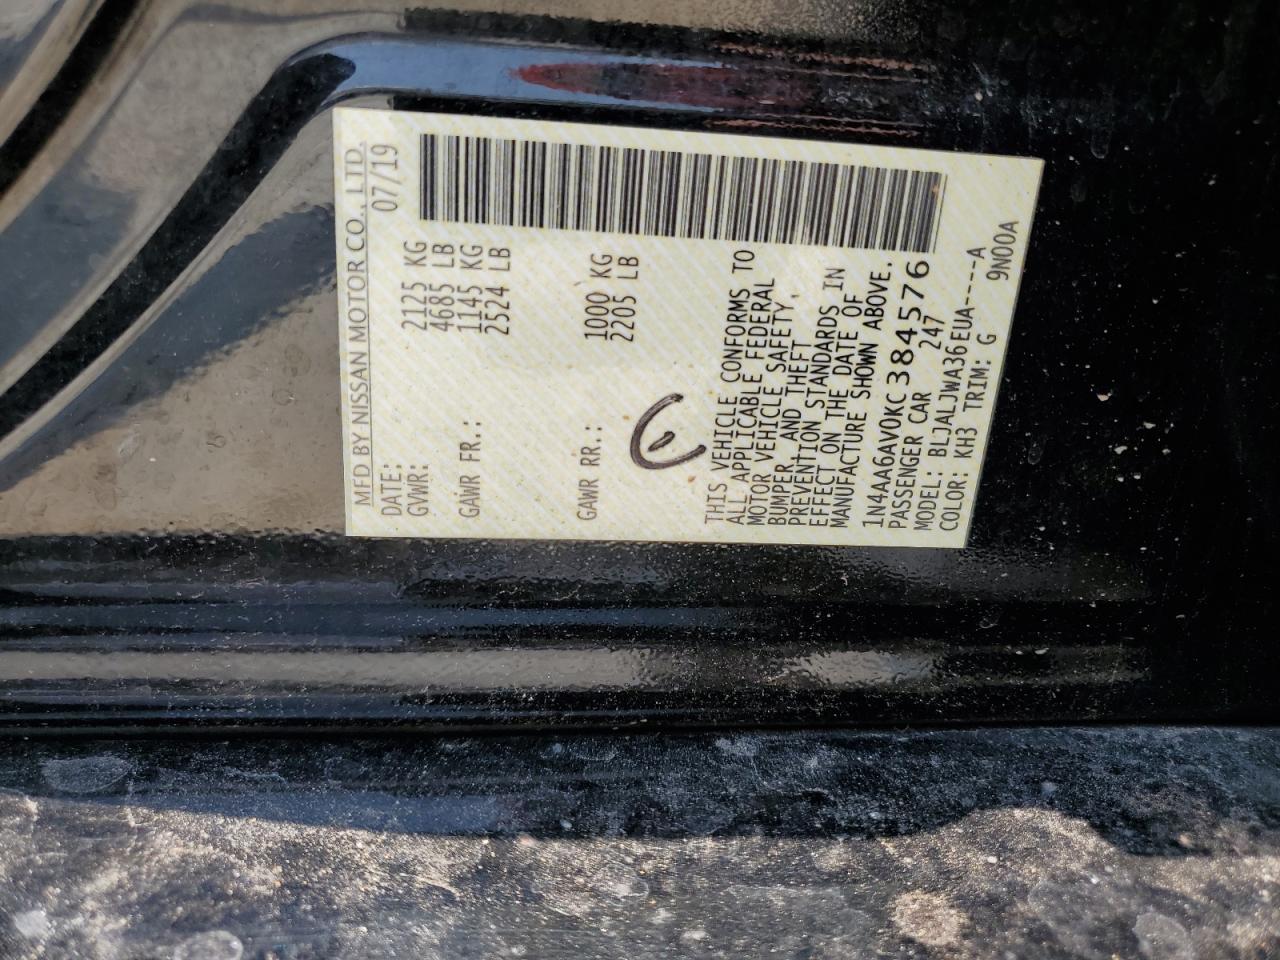 MFD BY NISSAN MOTOR CO., LTD.
DATE: 07/19
GVWR: 2125 KG
4685 LB
GAWR FR.: 1145 KG
2524 LB
GAWR RR.: 1000 KG
2205 LB
THIS VEHICLE CONFORMS TO
ALL APPLICABLE FEDERAL
MOTOR VEHICLE SAFETY,
BUMPER, AND THEFT
PREVENTION STANDARDS IN
EFFECT ON THE DATE OF
MANUFACTURE SHOWN ABOVE.
1N4AA6AV0KC384576
PASSENGER CAR 247
MODEL: BLJALJWA36EUA----A
COLOR: KH3 TRIM: G 9N00A